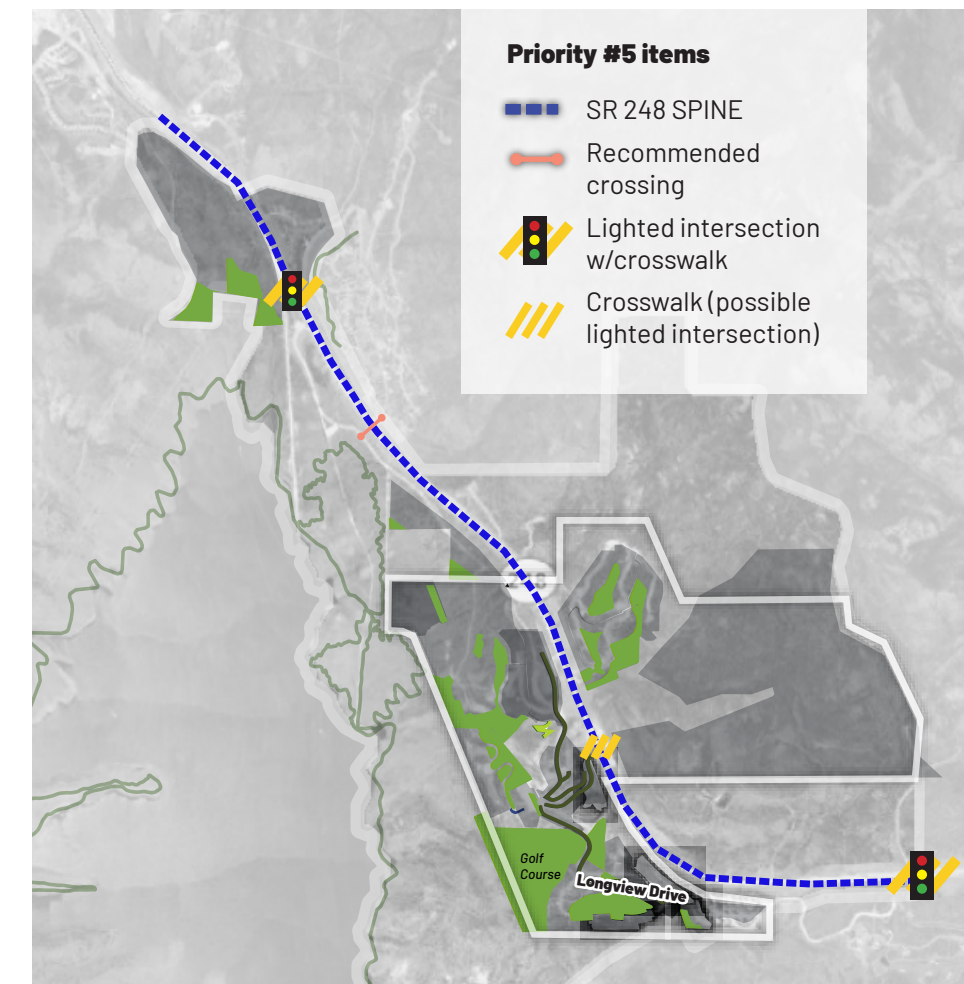 Priority #5 items
SR 248 SPINE
Recommended
crossing
Lighted intersection
w/crosswalk
Crosswalk (possible
lighted intersection)
Golf
Course
Longview Drive